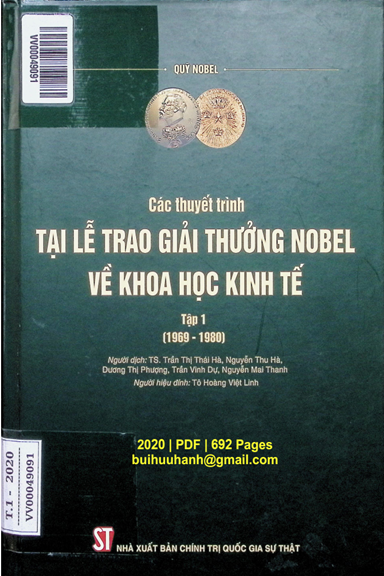 VV00049091
QUỸ NOBEL
Các thuyết trình
TẠI LỄ TRAO GIẢI THƯỞNG NOBEL
VỀ KHOA HỌC KINH TẾ
Tập 1
(1969 - 1980)
Người dịch: TS. Trần Thị Thái Hà, Nguyễn Thu Hà,
Dương Thị Phượng, Trần Vinh Dự, Nguyễn Mai Thanh
Người hiệu đính: Tô Hoàng Việt Linh
2020 | PDF | 692 Pages
buihuuhanh@gmail.com
T.1 - 2020
VV00049091
ST
NHÀ XUẤT BẢN CHÍNH TRỊ QUỐC GIA SỰ THẬT